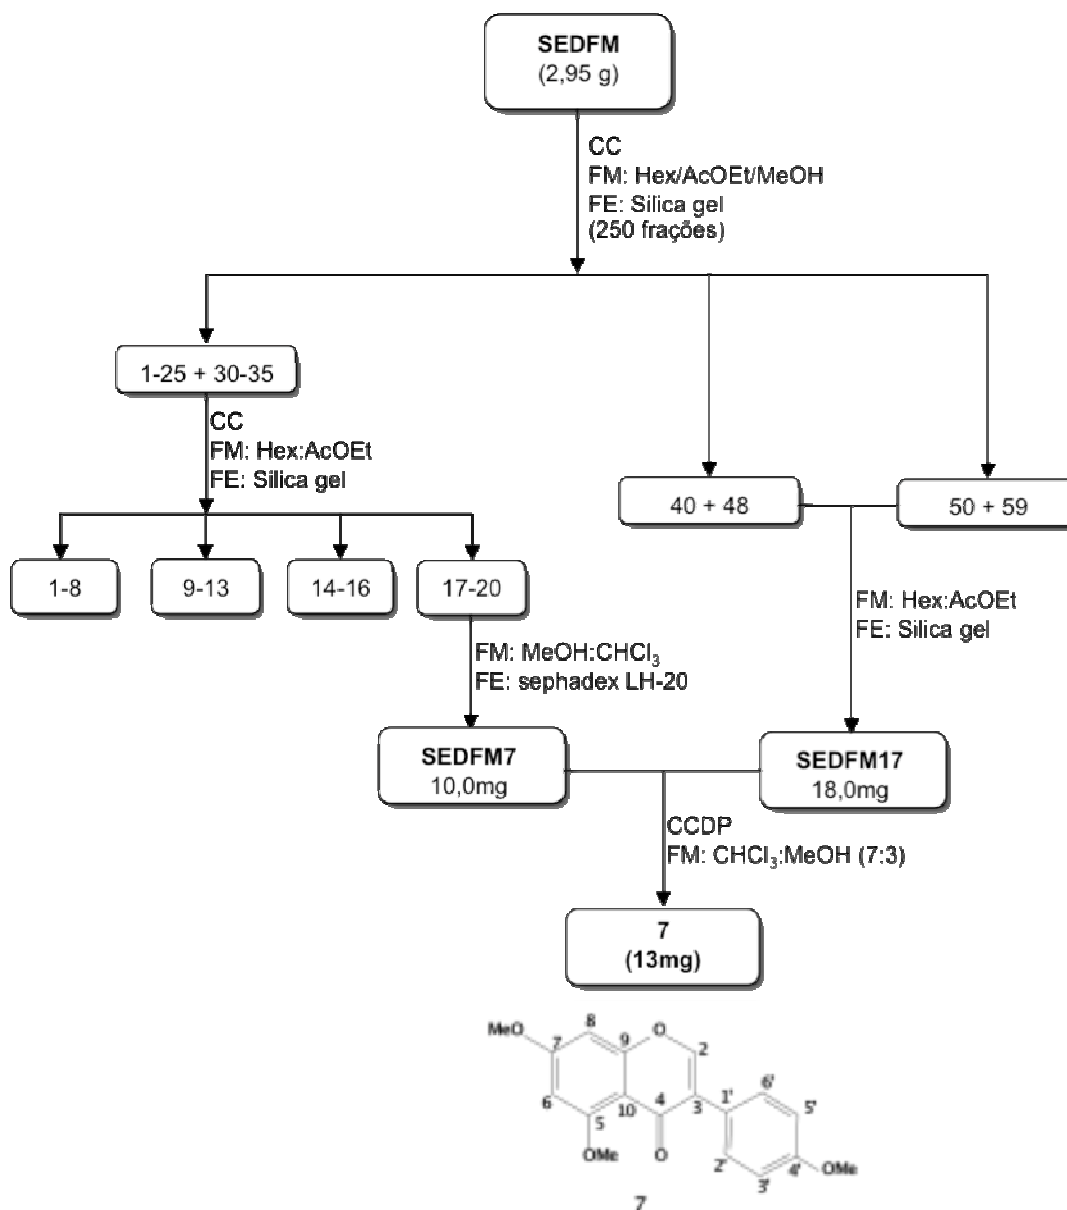 SEDFM
(2,95 g)
CC
FM: Hex/AcOEt/MeOH
FE: Silica gel
(250 frações)
1-25 + 30-35
CC
FM: Hex:AcOEt
FE: Silica gel
40 + 48
50 + 59
1-8
9-13
14-16
17-20
FM: Hex:AcOEt
FE: Silica gel
FM: MeOH:CHCl₃
FE: sephadex LH-20
SEDFM7
10,0mg
SEDFM17
18,0mg
CCDP
FM: CHCl₃:MeOH (7:3)
7
(13mg)
MeO
8
7
9
O
2
6
5
10
4
3
1'
6'
5'
OMe
O
2'
3'
4'
OMe
7